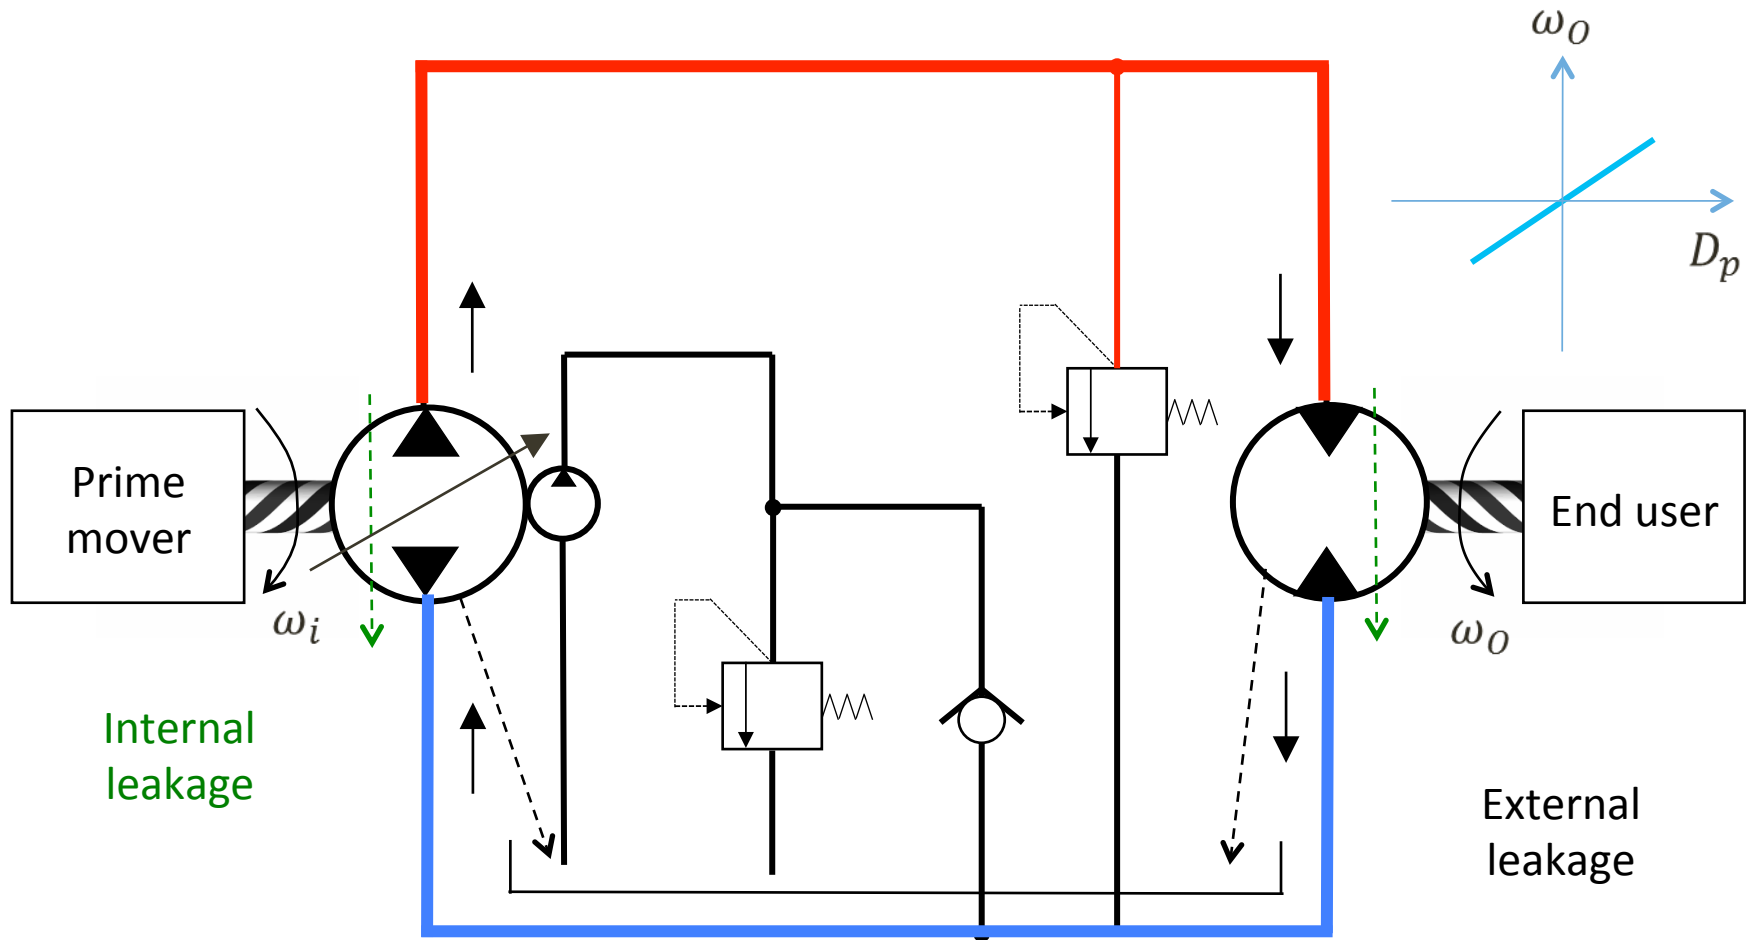 ω_O
D_p
Prime
mover
End user
ω_i
ω_O
Internal
leakage
External
leakage